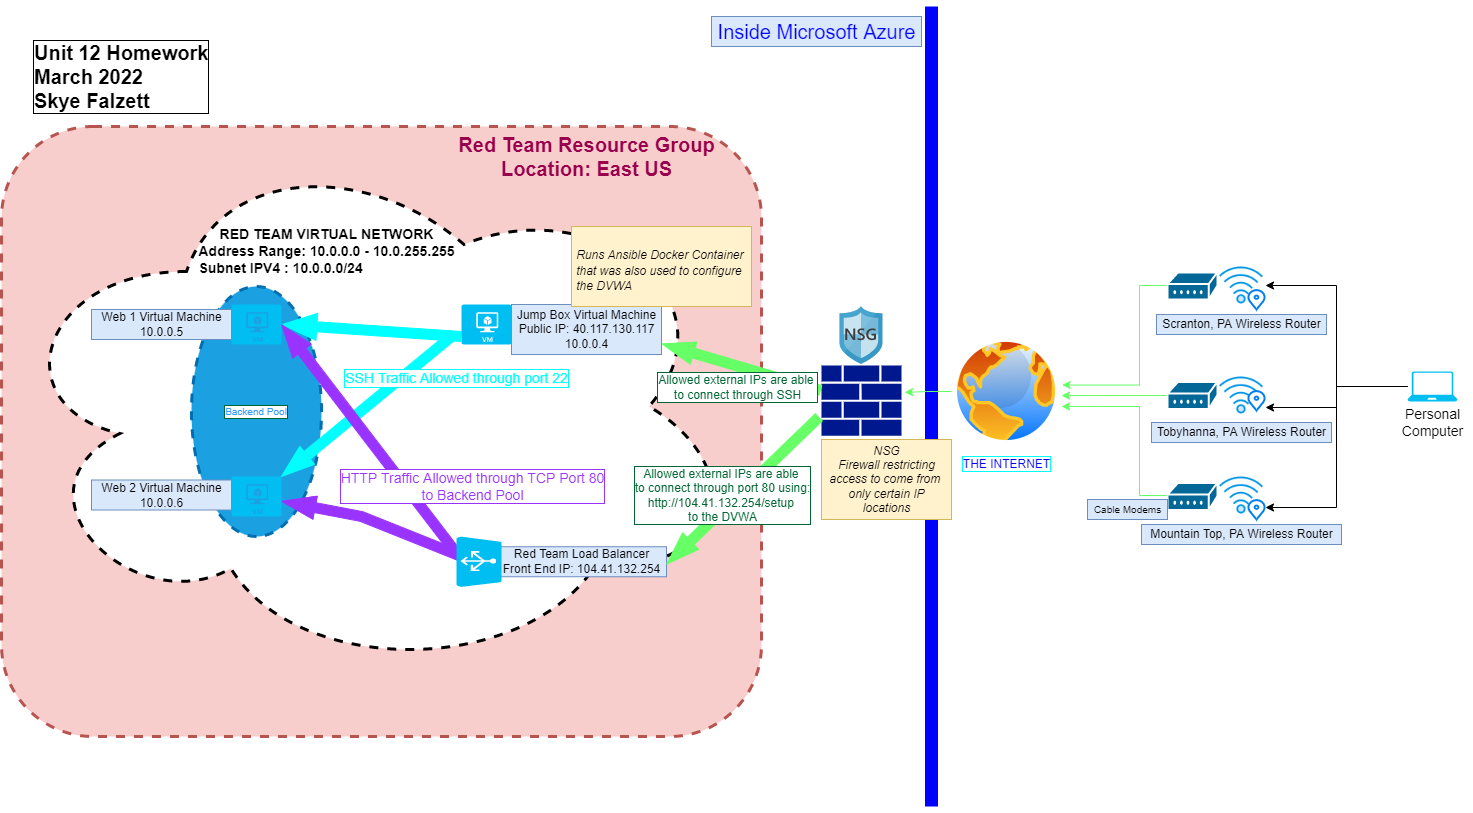 Inside Microsoft Azure
Unit 12 Homework
March 2022
Skye Falzett
Red Team Resource Group
Location: East US
RED TEAM VIRTUAL NETWORK
Address Range: 10.0.0.0 - 10.0.255.255
Subnet IPV4 : 10.0.0.0/24
Runs Ansible Docker Container
that was also used to configure
the DVWA
Web 1 Virtual Machine
10.0.0.5
VM
VM
Jump Box Virtual Machine
Public IP: 40.117.130.117
10.0.0.4
NSG
Scranton, PA Wireless Router
SSH Traffic Allowed through port 22
Allowed external IPs are able
to connect through SSH
Backend Pool
Personal
Computer
Tobyhanna, PA Wireless Router
NSG
Firewall restricting
access to come from
only certain IP
locations
THE INTERNET
HTTP Traffic Allowed through TCP Port 80
to Backend Pool
Allowed external IPs are able
to connect through port 80 using:
http://104.41.132.254/setup
to the DVWA
Web 2 Virtual Machine
10.0.0.6
VM
Cable Modems
Mountain Top, PA Wireless Router
Red Team Load Balancer
Front End IP: 104.41.132.254